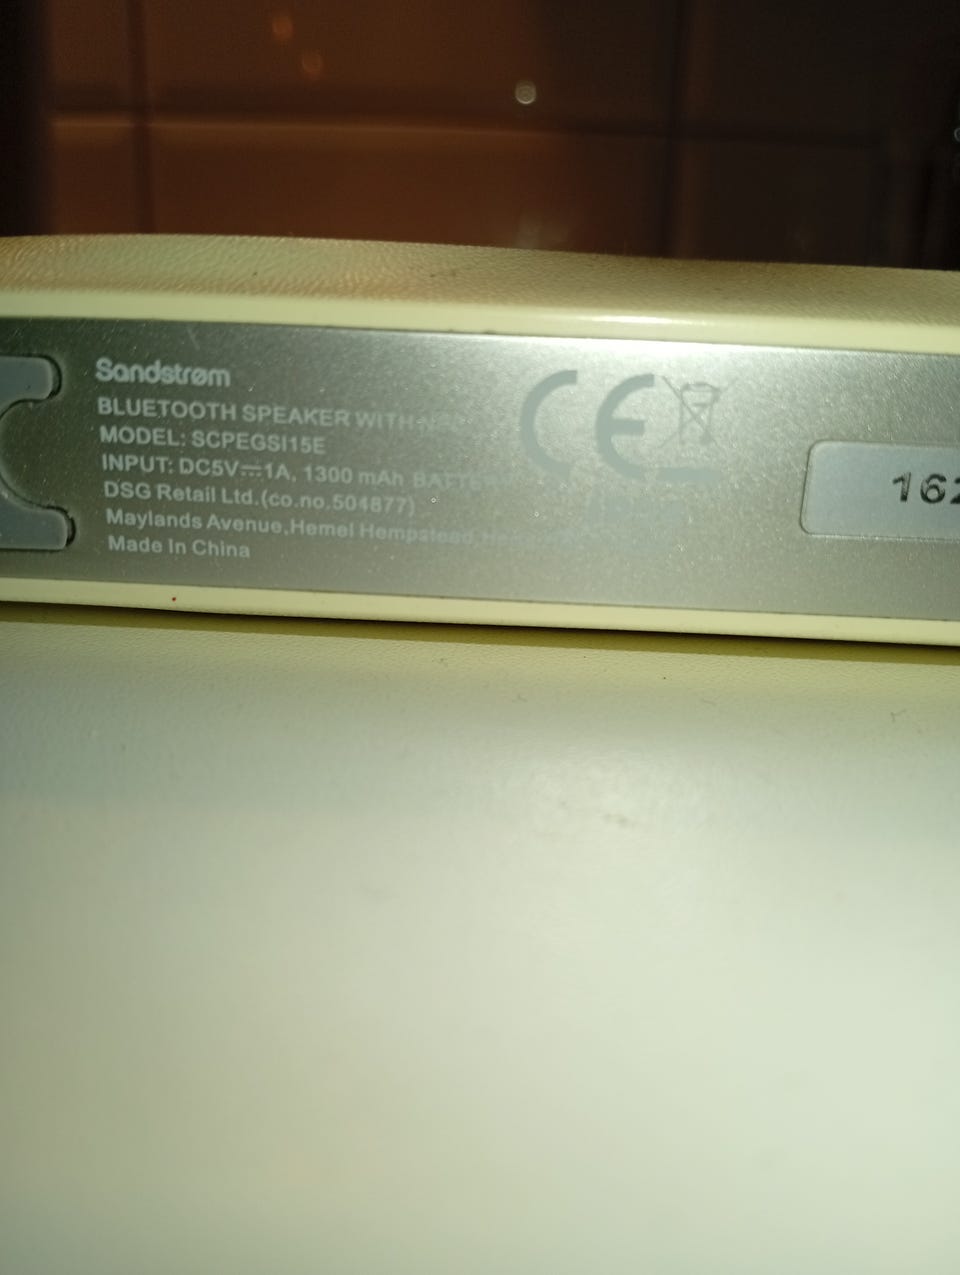 Sandstrøm
BLUETOOTH SPEAKER WITH
MODEL: SCPEGSI15E
INPUT: DC5V⎓1A, 1300 mAh BATTERY
DSG Retail Ltd.(co.no.504877)
Maylands Avenue,Hemel Hempstead,
Made In China
CE
162